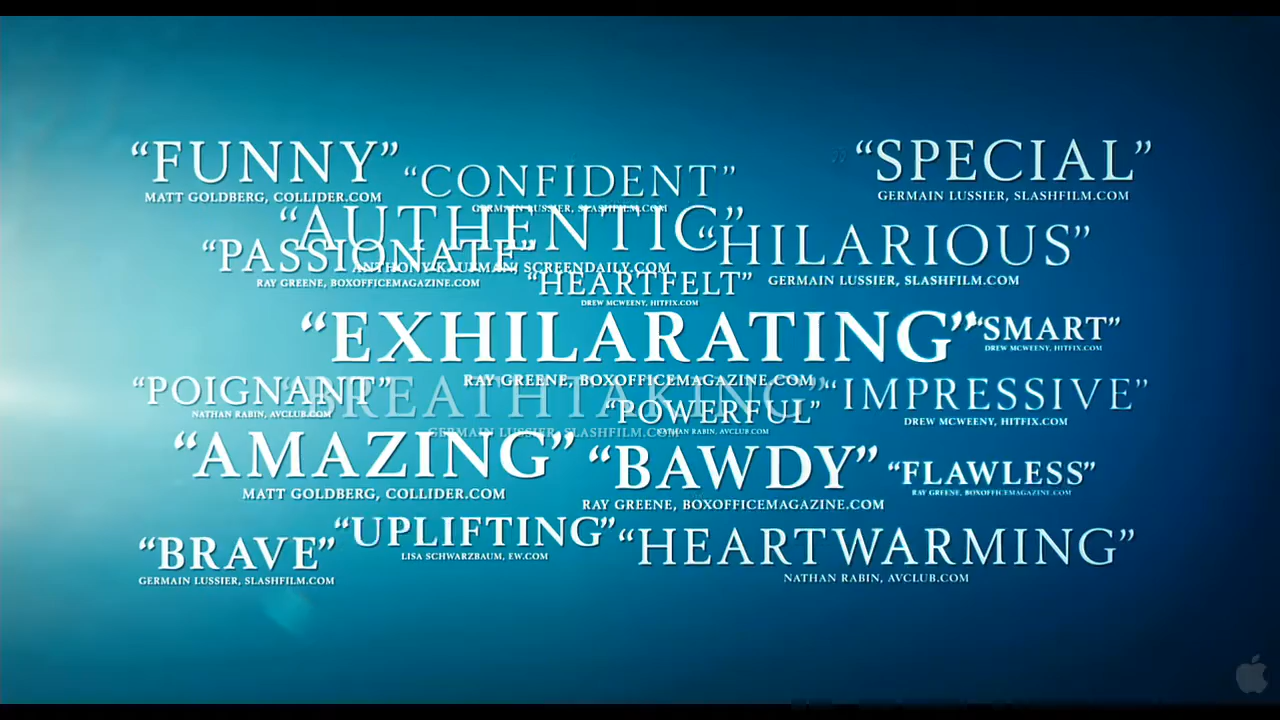 “FUNNY”
MATT GOLDBERG, COLLIDER.COM
“CONFIDENT”
GERMAIN LUSSIER, SLASHFILM.COM
“SPECIAL”
GERMAIN LUSSIER, SLASHFILM.COM
“AUTHENTIC”
ANTHONY KAUFMAN, SCREENDAILY.COM
“PASSIONATE”
RAY GREENE, BOXOFFICEMAGAZINE.COM
“HILARIOUS”
GERMAIN LUSSIER, SLASHFILM.COM
“HEARTFELT”
DREW MCWEENY, HITFIX.COM
“EXHILARATING”
RAY GREENE, BOXOFFICEMAGAZINE.COM
“SMART”
DREW MCWEENY, HITFIX.COM
“POIGNANT”
NATHAN RABIN, AVCLUB.COM
“BREATHTAKING”
GERMAIN LUSSIER, SLASHFILM.COM
“POWERFUL”
NATHAN RABIN, AVCLUB.COM
“IMPRESSIVE”
DREW MCWEENY, HITFIX.COM
“AMAZING”
MATT GOLDBERG, COLLIDER.COM
“BAWDY”
RAY GREENE, BOXOFFICEMAGAZINE.COM
“FLAWLESS”
RAY GREENE, BOXOFFICEMAGAZINE.COM
“BRAVE”
GERMAIN LUSSIER, SLASHFILM.COM
“UPLIFTING”
LISA SCHWARZBAUM, EW.COM
“HEARTWARMING”
NATHAN RABIN, AVCLUB.COM